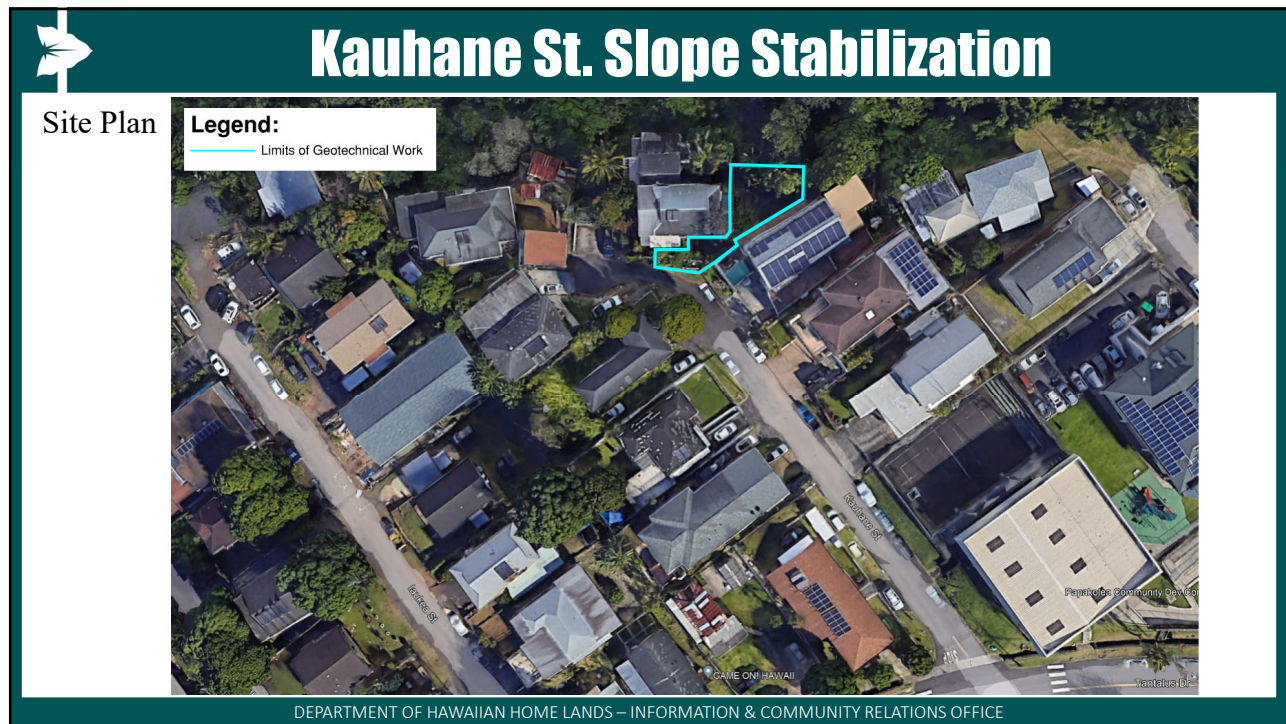 Kauhane St. Slope Stabilization
Site Plan
Legend:
Limits of Geotechnical Work
Kauhane St
Iaukea St
Papakolea Community Dev Cor
GAME ON! HAWAII
Tantalus Dr
DEPARTMENT OF HAWAIIAN HOME LANDS – INFORMATION & COMMUNITY RELATIONS OFFICE